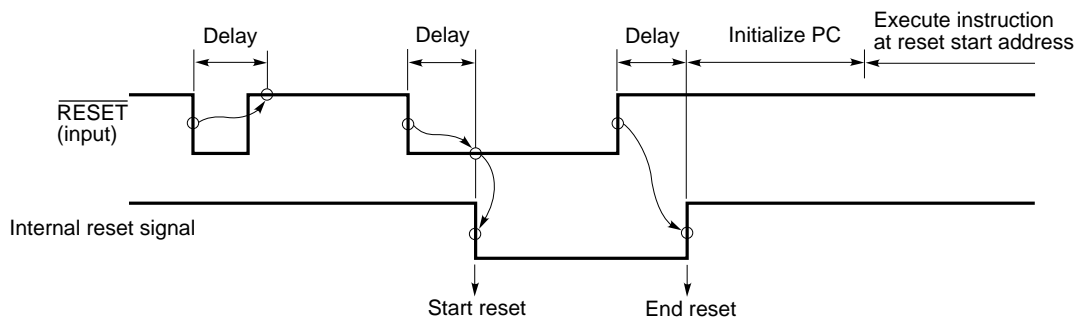 Delay
Delay
Delay
Initialize PC
Execute instruction
at reset start address
RESET
(input)
Internal reset signal
Start reset
End reset